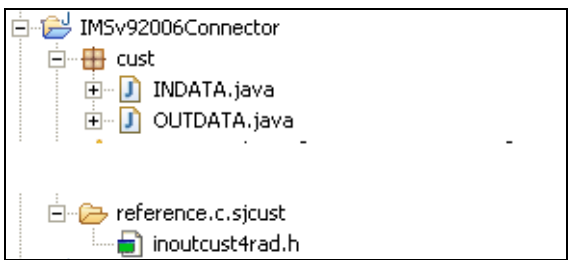 IMSv92006Connector
cust
INDATA.java
OUTDATA.java
reference.c.sjcust
inoutcust4rad.h